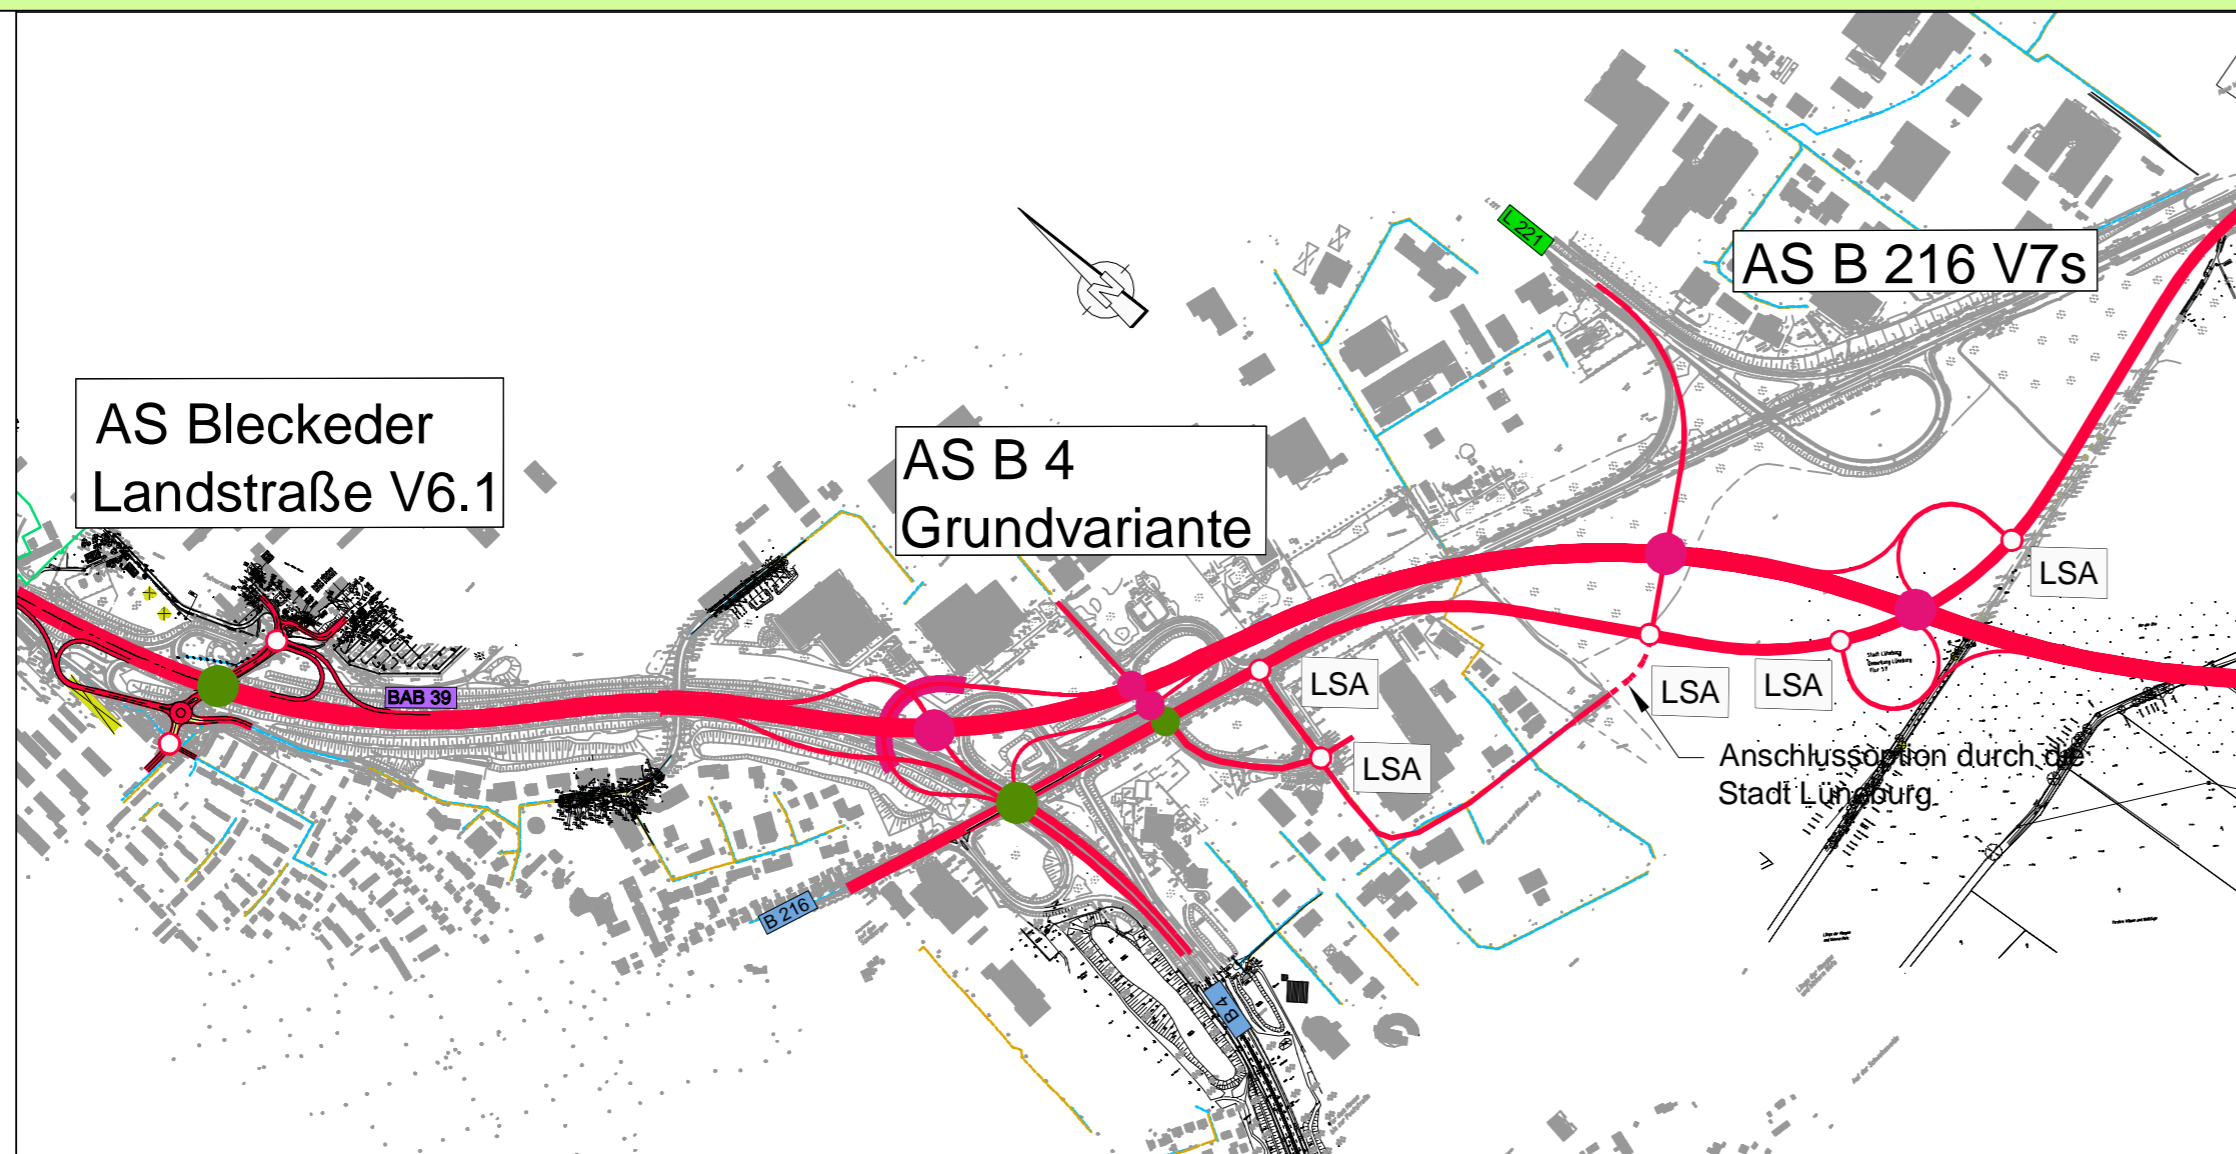 L 221
AS B 216 V7s
AS Bleckeder
Landstraße V6.1
AS B 4
Grundvariante
N
LSA
LSA
LSA
LSA
LSA
BAB 39
Anschlussoption durch die
Stadt Lüneburg
B 216
B 4